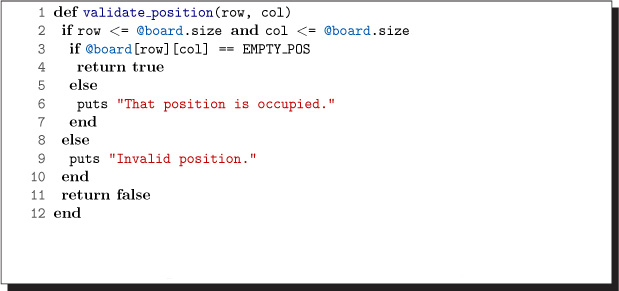 1 def validate_position(row, col)
2 if row <= @board.size and col <= @board.size
3 if @board[row][col] == EMPTY_POS
4 return true
5 else
6 puts "That position is occupied."
7 end
8 else
9 puts "Invalid position."
10 end
11 return false
12 end